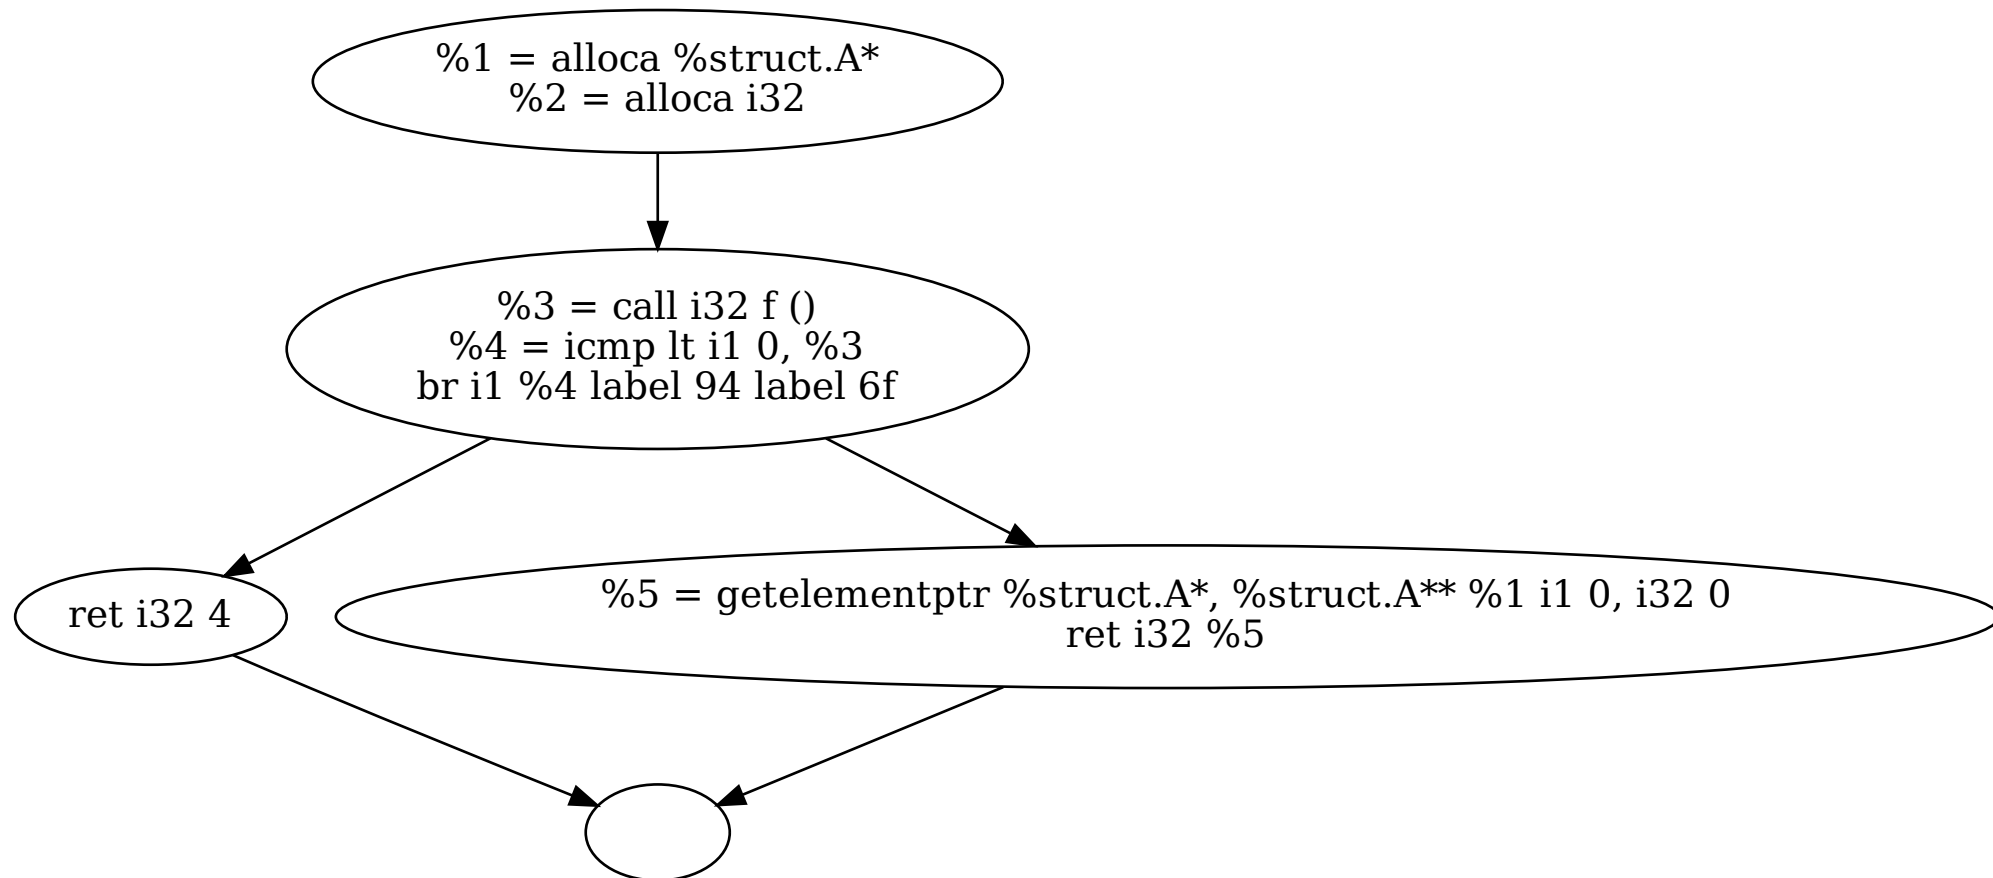 %1 = alloca %struct.A*
%2 = alloca i32
%3 = call i32 f ()
%4 = icmp lt i1 0, %3
br i1 %4 label 94 label 6f
ret i32 4
%5 = getelementptr %struct.A*, %struct.A** %1 i1 0, i32 0
ret i32 %5